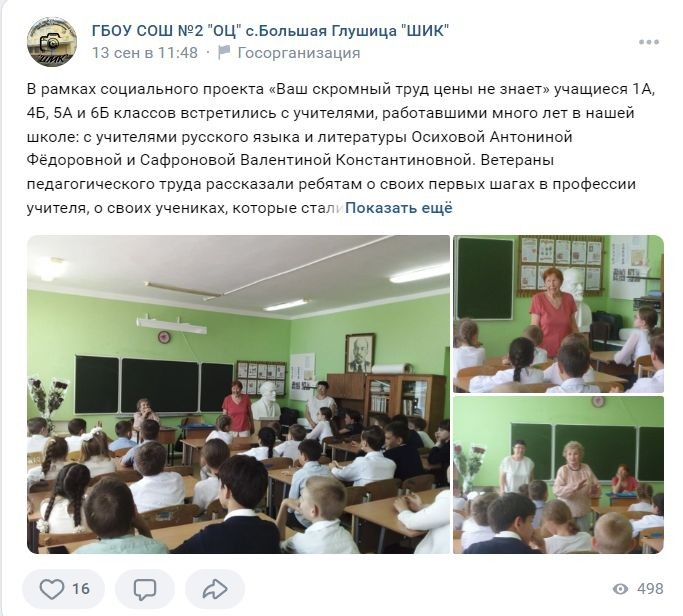 ГБОУ СОШ №2 "ОЦ" с.Большая Глушица "ШИК"
13 сен в 11:48 · Госорганизация
В рамках социального проекта «Ваш скромный труд цены не знает» учащиеся 1А,
4Б, 5А и 6Б классов встретились с учителями, работавшими много лет в нашей
школе: с учителями русского языка и литературы Осиховой Антониной
Фёдоровной и Сафроновой Валентиной Константиновной. Ветераны
педагогического труда рассказали ребятам о своих первых шагах в профессии
учителя, о своих учениках, которые стали Показать ещё
16
498
"ШИК"